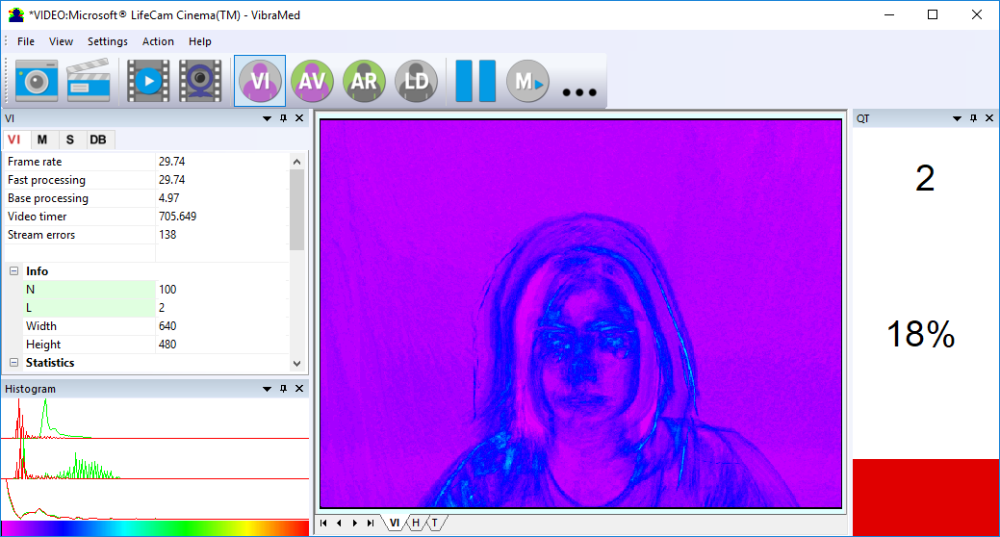 *VIDEO:Microsoft® LifeCam Cinema(TM) - VibraMed
File View Settings Action Help
VI AV AR LD M
VI
VI M S DB
Frame rate 29.74
Fast processing 29.74
Base processing 4.97
Video timer 705.649
Stream errors 138
Info
N 100
L 2
Width 640
Height 480
Statistics
Histogram
VI H T
QT
2
18%